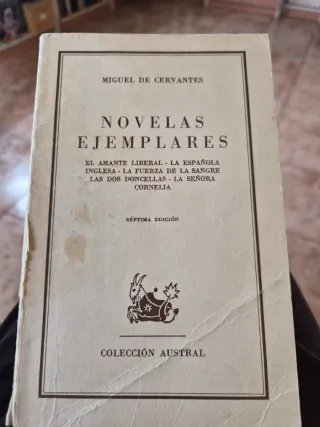 MIGUEL DE CERVANTES
NOVELAS
EJEMPLARES
EL AMANTE LIBERAL - LA ESPAÑOLA
INGLESA - LA FUERZA DE LA SANGRE
LAS DOS DONCELLAS - LA SEÑORA
CORNELIA
SÉPTIMA EDICIÓN
COLECCIÓN AUSTRAL